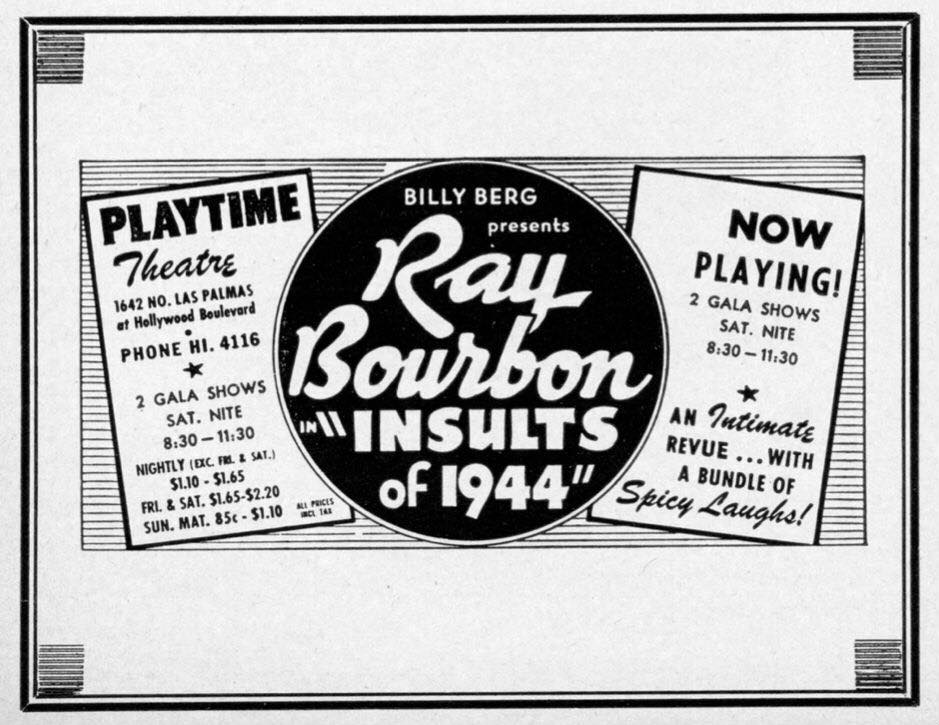 PLAYTIME
Theatre
1642 NO. LAS PALMAS
at Hollywood Boulevard
PHONE HI. 4116
2 GALA SHOWS
SAT. NITE
8:30 – 11:30
NIGHTLY (EXC. FRI. & SAT.)
$1.10 - $1.65
FRI. & SAT. $1.65-$2.20
SUN. MAT. 85c - $1.10
ALL PRICES
INCL. TAX
BILLY BERG
presents
Ray
Bourbon
IN "INSULTS
of 1944"
NOW
PLAYING!
2 GALA SHOWS
SAT. NITE
8:30 – 11:30
AN Intimate
REVUE ... WITH
A BUNDLE OF
Spicy Laughs!